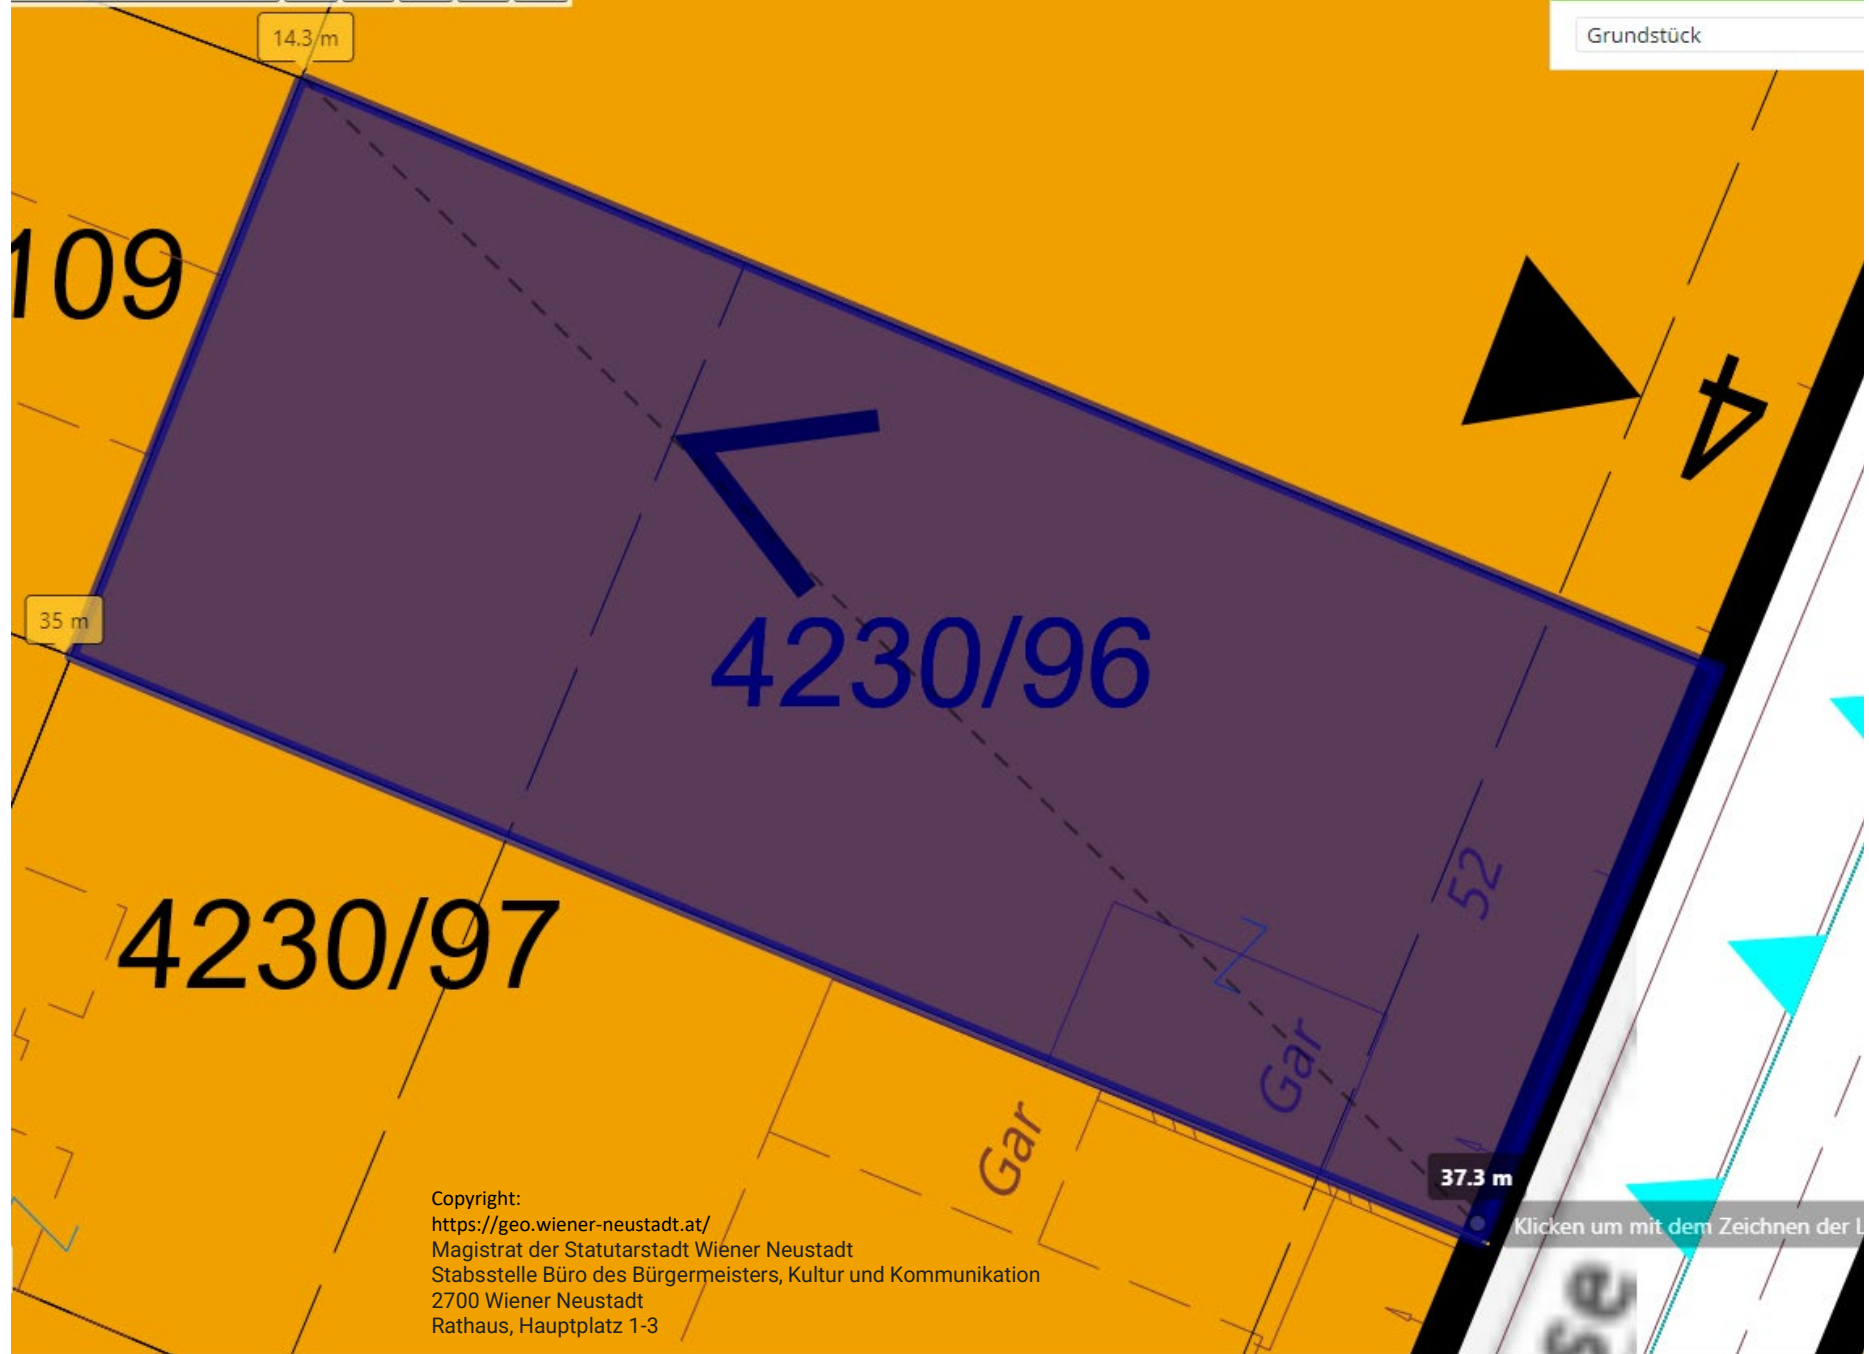 14.3 m
Grundstück
109
4
35 m
4230/96
52
4230/97
Gar
Gar
37.3 m
Klicken um mit dem Zeichnen der L
Copyright:
https://geo.wiener-neustadt.at/
Magistrat der Statutarstadt Wiener Neustadt
Stabsstelle Büro des Bürgermeisters, Kultur und Kommunikation
2700 Wiener Neustadt
Rathaus, Hauptplatz 1-3
se